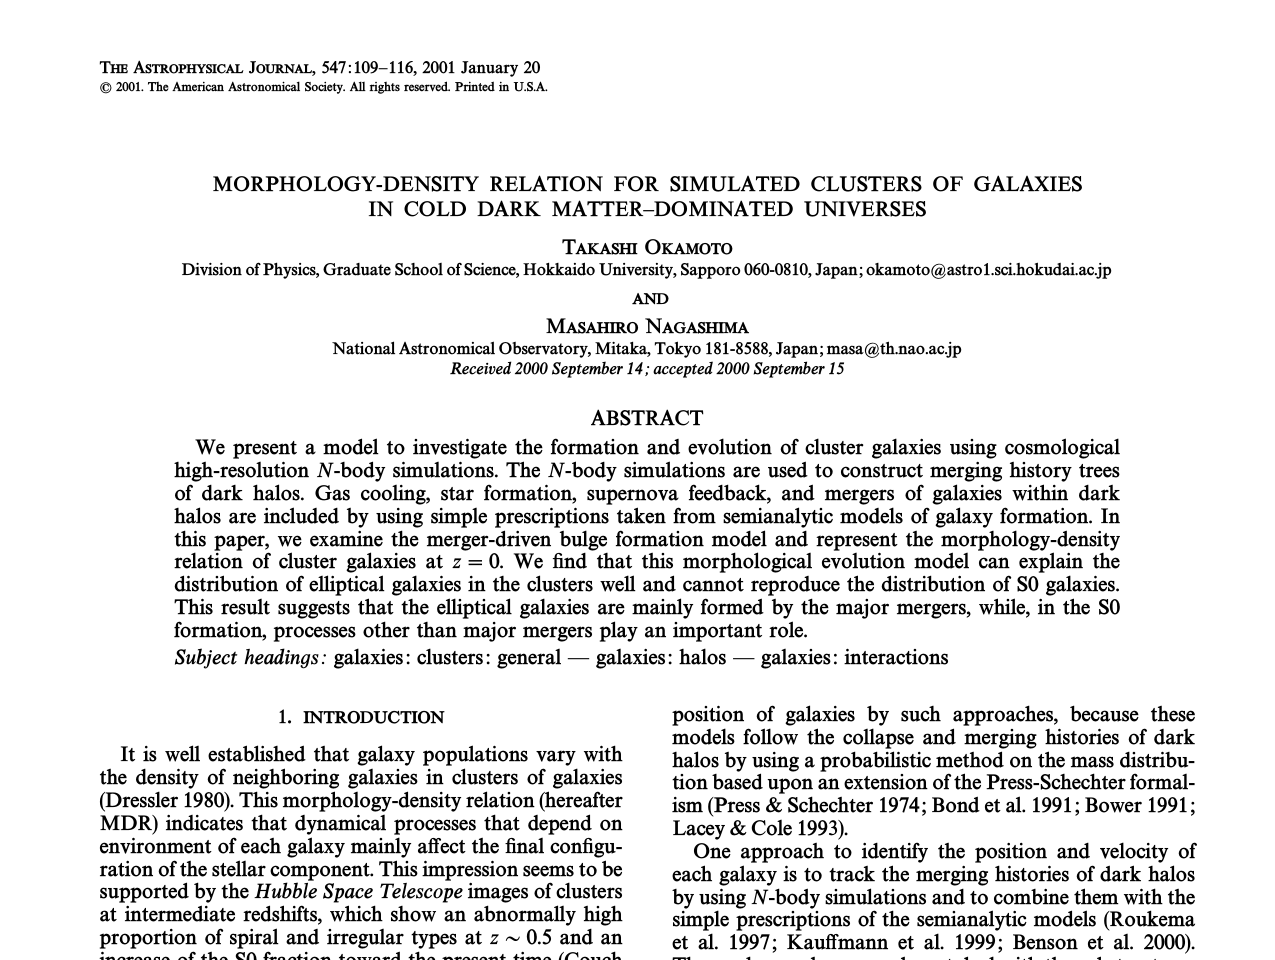 THE ASTROPHYSICAL JOURNAL, 547:109–116, 2001 January 20
© 2001. The American Astronomical Society. All rights reserved. Printed in U.S.A.
MORPHOLOGY-DENSITY RELATION FOR SIMULATED CLUSTERS OF GALAXIES
IN COLD DARK MATTER–DOMINATED UNIVERSES
TAKASHI OKAMOTO
Division of Physics, Graduate School of Science, Hokkaido University, Sapporo 060-0810, Japan; okamoto@astro1.sci.hokudai.ac.jp
AND
MASAHIRO NAGASHIMA
National Astronomical Observatory, Mitaka, Tokyo 181-8588, Japan; masa@th.nao.ac.jp
Received 2000 September 14; accepted 2000 September 15
ABSTRACT
We present a model to investigate the formation and evolution of cluster galaxies using cosmological
high-resolution N-body simulations. The N-body simulations are used to construct merging history trees
of dark halos. Gas cooling, star formation, supernova feedback, and mergers of galaxies within dark
halos are included by using simple prescriptions taken from semianalytic models of galaxy formation. In
this paper, we examine the merger-driven bulge formation model and represent the morphology-density
relation of cluster galaxies at z = 0. We find that this morphological evolution model can explain the
distribution of elliptical galaxies in the clusters well and cannot reproduce the distribution of S0 galaxies.
This result suggests that the elliptical galaxies are mainly formed by the major mergers, while, in the S0
formation, processes other than major mergers play an important role.
Subject headings: galaxies: clusters: general — galaxies: halos — galaxies: interactions
1. INTRODUCTION
It is well established that galaxy populations vary with
the density of neighboring galaxies in clusters of galaxies
(Dressler 1980). This morphology-density relation (hereafter
MDR) indicates that dynamical processes that depend on
environment of each galaxy mainly affect the final configu-
ration of the stellar component. This impression seems to be
supported by the Hubble Space Telescope images of clusters
at intermediate redshifts, which show an abnormally high
proportion of spiral and irregular types at z ∼ 0.5 and an
increase of the S0 fraction toward the present time (Couch
position of galaxies by such approaches, because these
models follow the collapse and merging histories of dark
halos by using a probabilistic method on the mass distribu-
tion based upon an extension of the Press-Schechter formal-
ism (Press & Schechter 1974; Bond et al. 1991; Bower 1991;
Lacey & Cole 1993).
One approach to identify the position and velocity of
each galaxy is to track the merging histories of dark halos
by using N-body simulations and to combine them with the
simple prescriptions of the semianalytic models (Roukema
et al. 1997; Kauffmann et al. 1999; Benson et al. 2000).